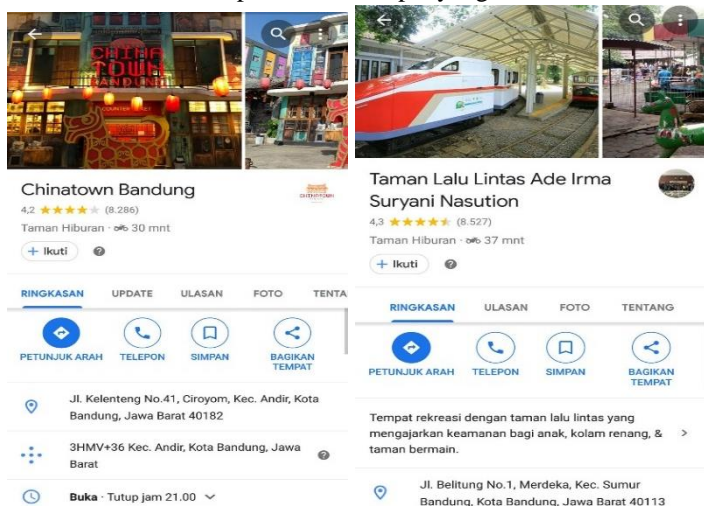 CHINA
TOWN
BANDUNG
Chinatown Bandung
4,2 (8.286)
Taman Hiburan · 30 mnt
+ Ikuti
RINGKASAN UPDATE ULASAN FOTO TENTA
PETUNJUK ARAH TELEPON SIMPAN BAGIKAN TEMPAT
Jl. Kelenteng No.41, Ciroyom, Kec. Andir, Kota
Bandung, Jawa Barat 40182
3HMV+36 Kec. Andir, Kota Bandung, Jawa
Barat
Buka · Tutup jam 21.00
Taman Lalu Lintas Ade Irma
Suryani Nasution
4,3 (8.527)
Taman Hiburan · 37 mnt
+ Ikuti
RINGKASAN ULASAN FOTO TENTANG
PETUNJUK ARAH TELEPON SIMPAN BAGIKAN TEMPAT
Tempat rekreasi dengan taman lalu lintas yang
mengajarkan keamanan bagi anak, kolam renang, &
taman bermain.
Jl. Belitung No.1, Merdeka, Kec. Sumur
Bandung, Kota Bandung, Jawa Barat 40113